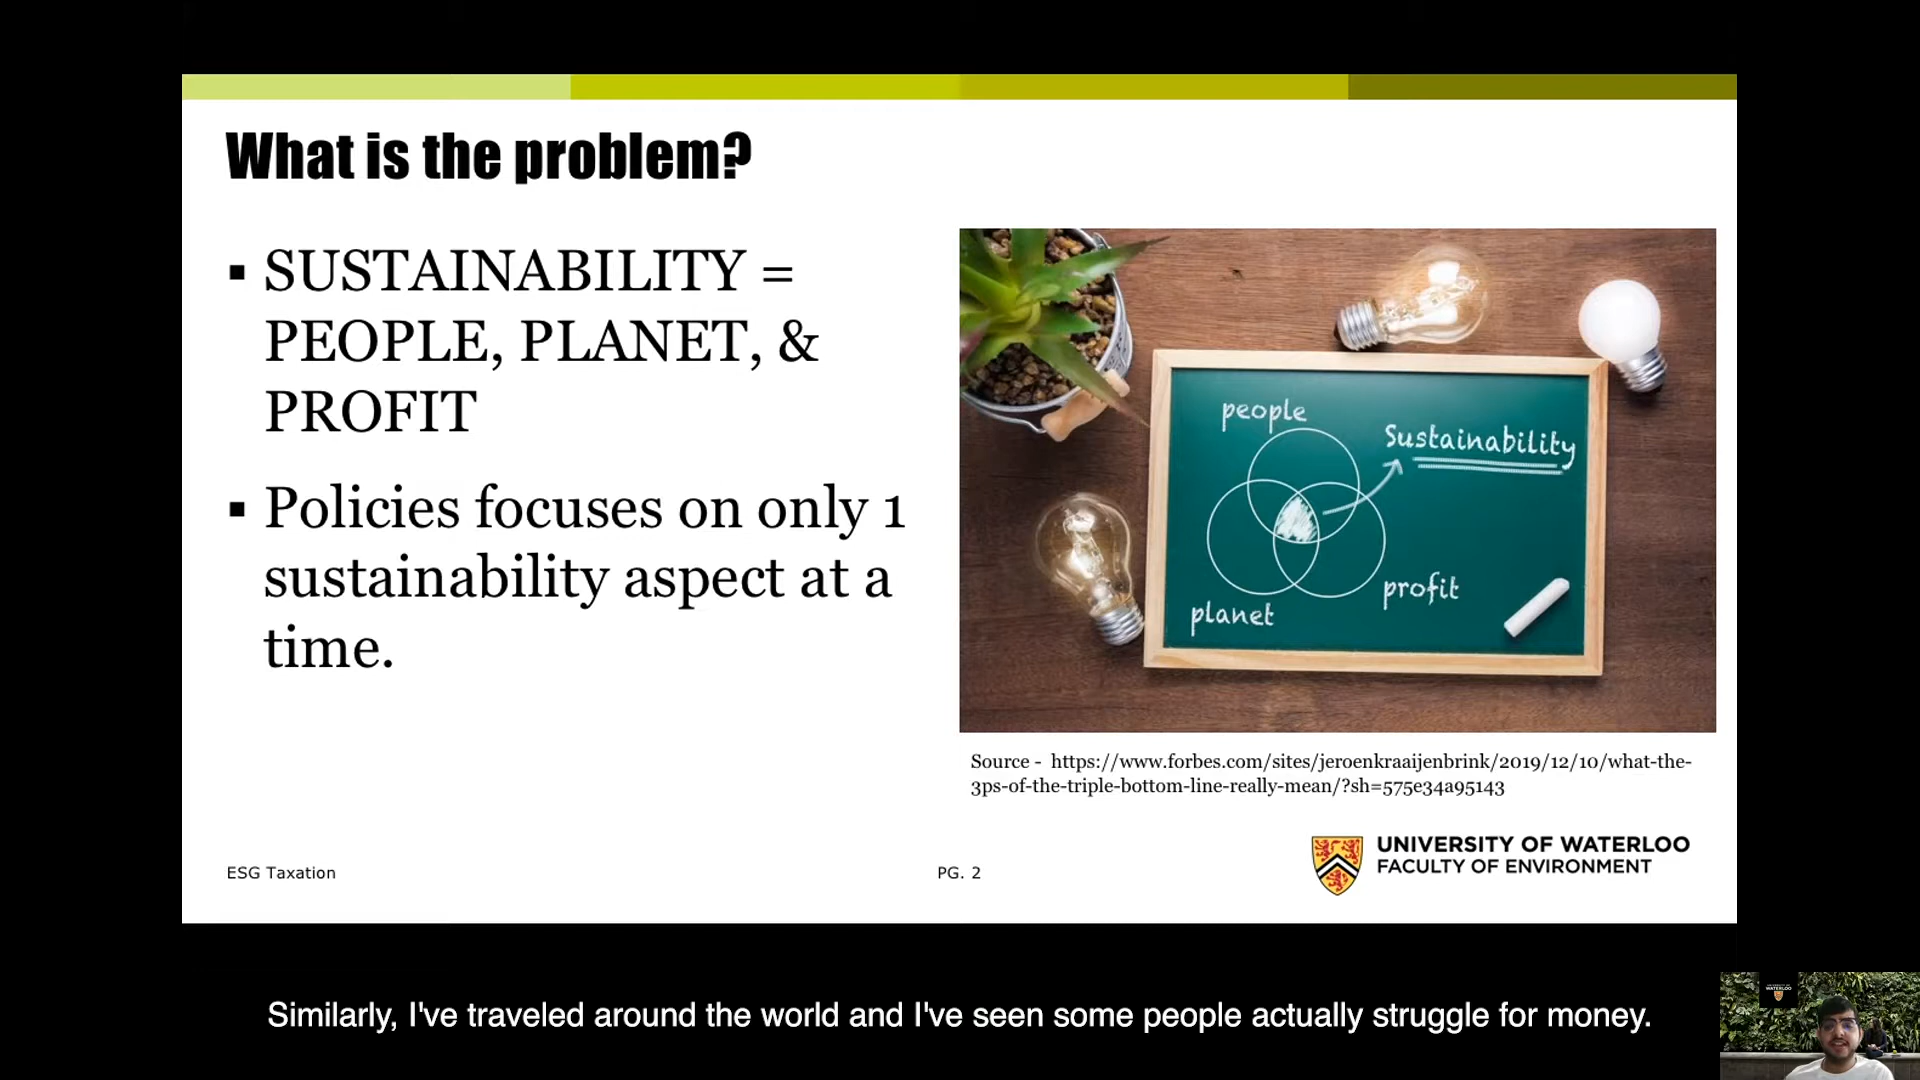 What is the problem?
▪ SUSTAINABILITY =
PEOPLE, PLANET, &
PROFIT
▪ Policies focuses on only 1
sustainability aspect at a
time.
people
Sustainability
planet
profit
Source - https://www.forbes.com/sites/jeroenkraaijenbrink/2019/12/10/what-the-
3ps-of-the-triple-bottom-line-really-mean/?sh=575e34a95143
ESG Taxation
PG. 2
UNIVERSITY OF WATERLOO
FACULTY OF ENVIRONMENT
Similarly, I've traveled around the world and I've seen some people actually struggle for money.
WATERLOO